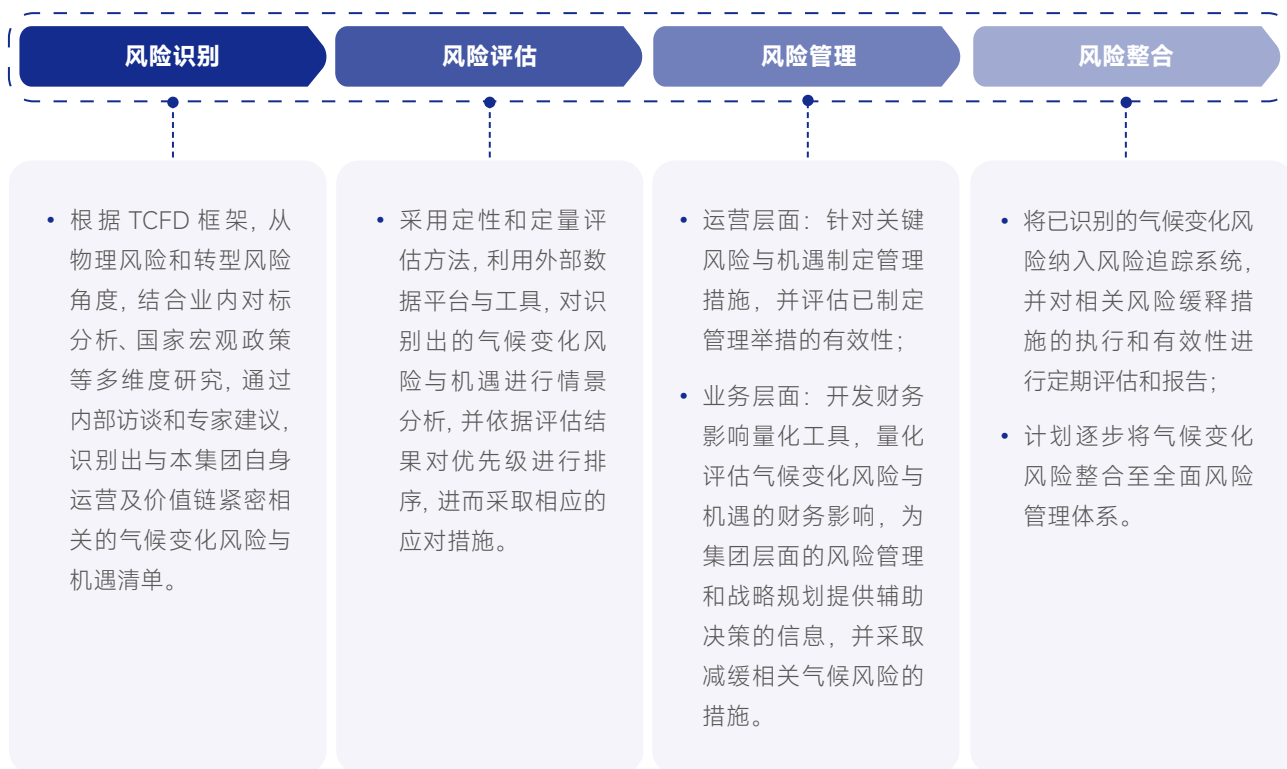 风险识别
风险评估
风险管理
风险整合
• 根据 TCFD 框架, 从
物理风险和转型风险
角度, 结合业内对标
分析、国家宏观政策
等多维度研究, 通过
内部访谈和专家建议,
识别出与本集团自身
运营及价值链紧密相
关的气候变化风险与
机遇清单。
• 采用定性和定量评
估方法, 利用外部数
据平台与工具, 对识
别出的气候变化风
险与机遇进行情景
分析, 并依据评估结
果对优先级进行排
序, 进而采取相应的
应对措施。
• 运营层面：针对关键
风险与机遇制定管理
措施，并评估已制定
管理举措的有效性；
• 业务层面：开发财务
影响量化工具，量化
评估气候变化风险与
机遇的财务影响，为
集团层面的风险管理
和战略规划提供辅助
决策的信息，并采取
减缓相关气候风险的
措施。
• 将已识别的气候变化风
险纳入风险追踪系统，
并对相关风险缓释措
施的执行和有效性进
行定期评估和报告；
• 计划逐步将气候变化
风险整合至全面风险
管理体系。